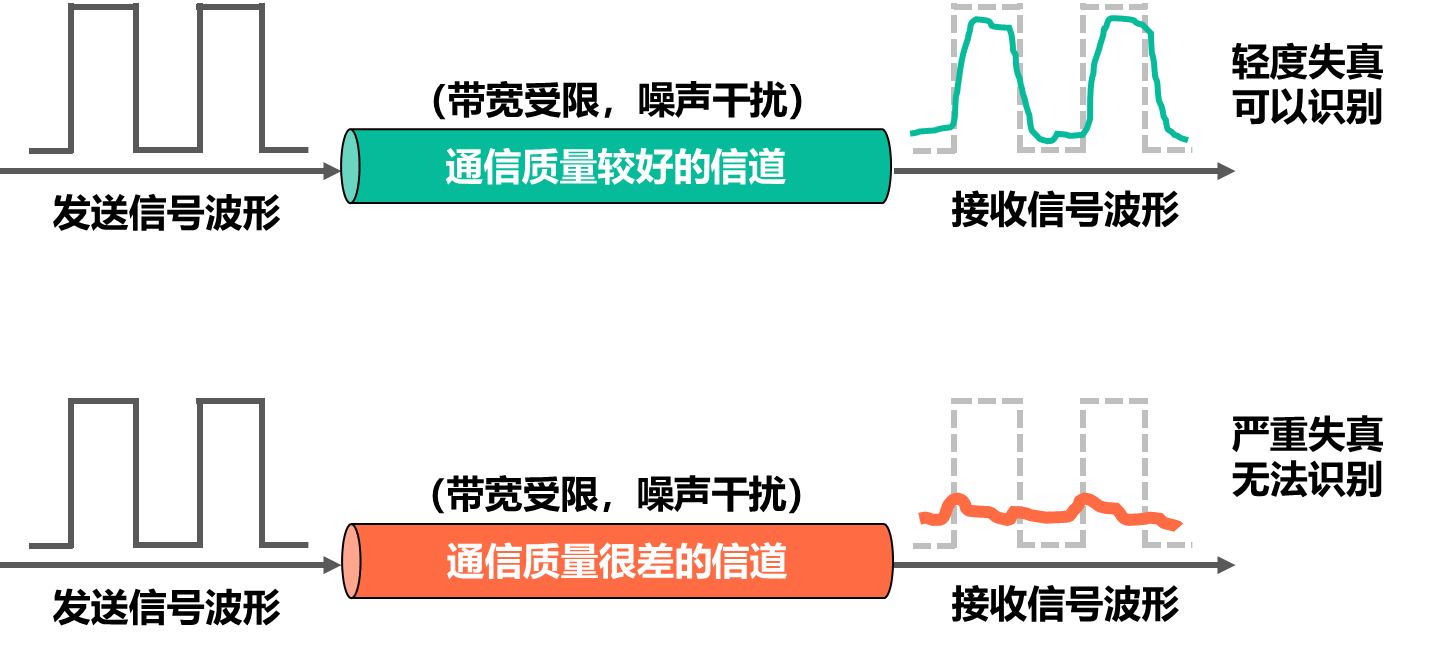 (带宽受限，噪声干扰)
通信质量较好的信道
发送信号波形
接收信号波形
轻度失真
可以识别
(带宽受限，噪声干扰)
通信质量很差的信道
发送信号波形
接收信号波形
严重失真
无法识别